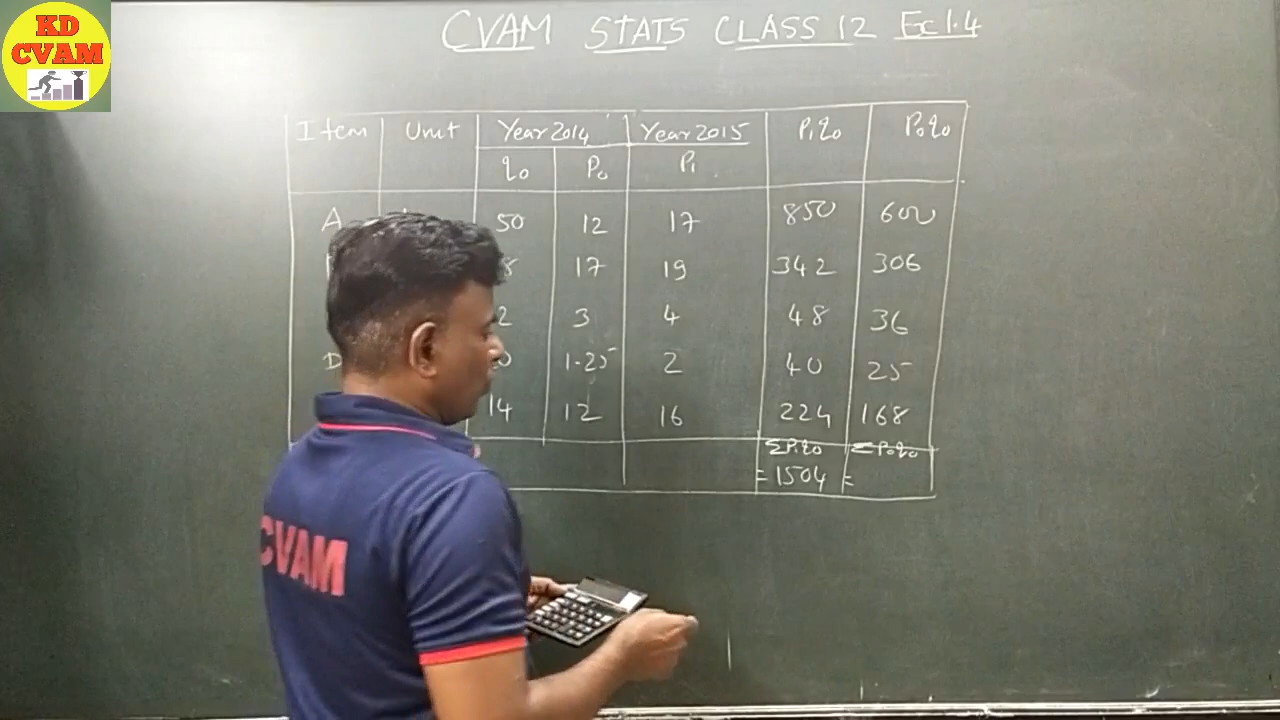 KD
CVAM
CVAM STATS CLASS 12 Ex 1.4
Item Unit Year 2014 Year 2015 P₁q₀ P₀q₀
q₀ P₀ P₁
A 50 12 17 850 600
17 19 342 306
3 4 48 36
D 1.25 2 40 25
14 12 16 224 168
ΣP₁q₀ ΣP₀q₀
= 1504 =
CVAM